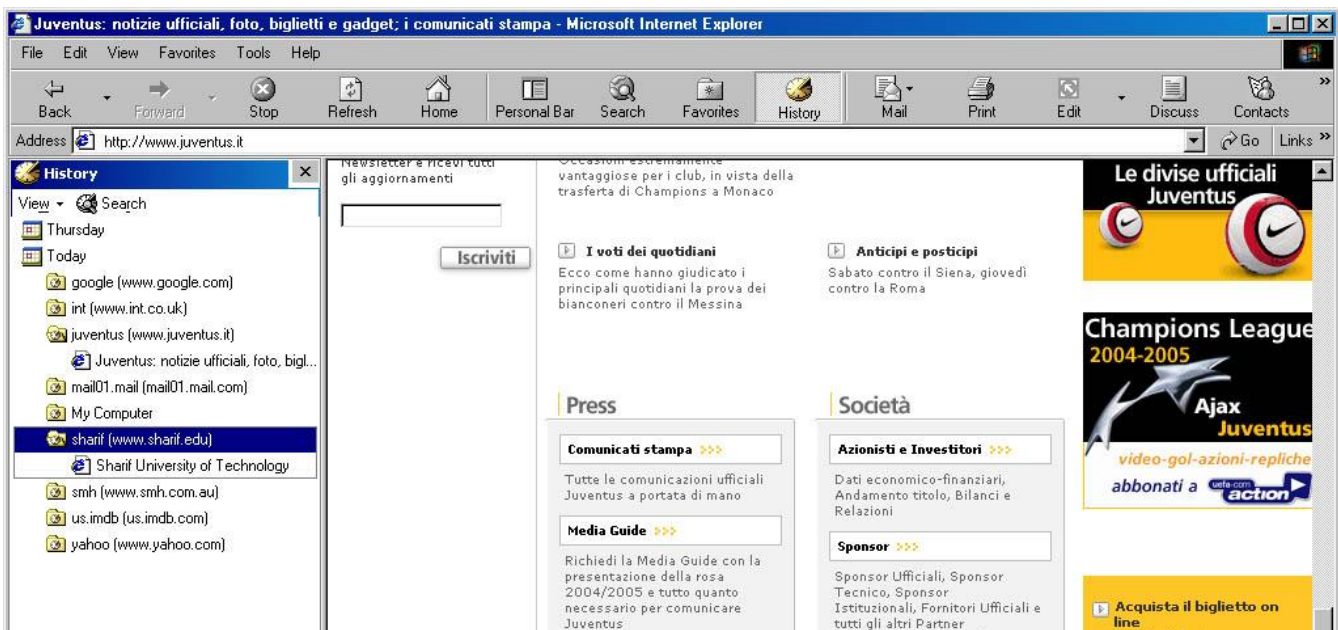 Juventus: notizie ufficiali, foto, biglietti e gadget; i comunicati stampa - Microsoft Internet Explorer
File Edit View Favorites Tools Help
Back Forward Stop Refresh Home Personal Bar Search Favorites History Mail Print Edit Discuss Contacts »
Address http://www.juventus.it Go Links »
History
View Search
Thursday
Today
google (www.google.com)
int (www.int.co.uk)
juventus (www.juventus.it)
Juventus: notizie ufficiali, foto, bigl...
mail01.mail (mail01.mail.com)
My Computer
sharif (www.sharif.edu)
Sharif University of Technology
smh (www.smh.com.au)
us.imdb (us.imdb.com)
yahoo (www.yahoo.com)
Newsletter e ricevi tutti
gli aggiornamenti
Iscriviti
Occasioni estremamente
vantaggiose per i club, in vista della
trasferta di Champions a Monaco
I voti dei quotidiani
Ecco come hanno giudicato i
principali quotidiani la prova dei
bianconeri contro il Messina
Anticipi e posticipi
Sabato contro il Siena, giovedì
contro la Roma
Press
Comunicati stampa >>>
Tutte le comunicazioni ufficiali
Juventus a portata di mano
Media Guide >>>
Richiedi la Media Guide con la
presentazione della rosa
2004/2005 e tutto quanto
necessario per comunicare
Juventus
Società
Azionisti e Investitori >>>
Dati economico-finanziari,
Andamento titolo, Bilanci e
Relazioni
Sponsor >>>
Sponsor Ufficiali, Sponsor
Tecnico, Sponsor
Istituzionali, Fornitori Ufficiali e
tutti gli altri Partner
Le divise ufficiali
Juventus
Champions League
2004-2005
Ajax
Juventus
video-gol-azioni-repliche
abbonati a uefa.com
action
Acquista il biglietto on
line